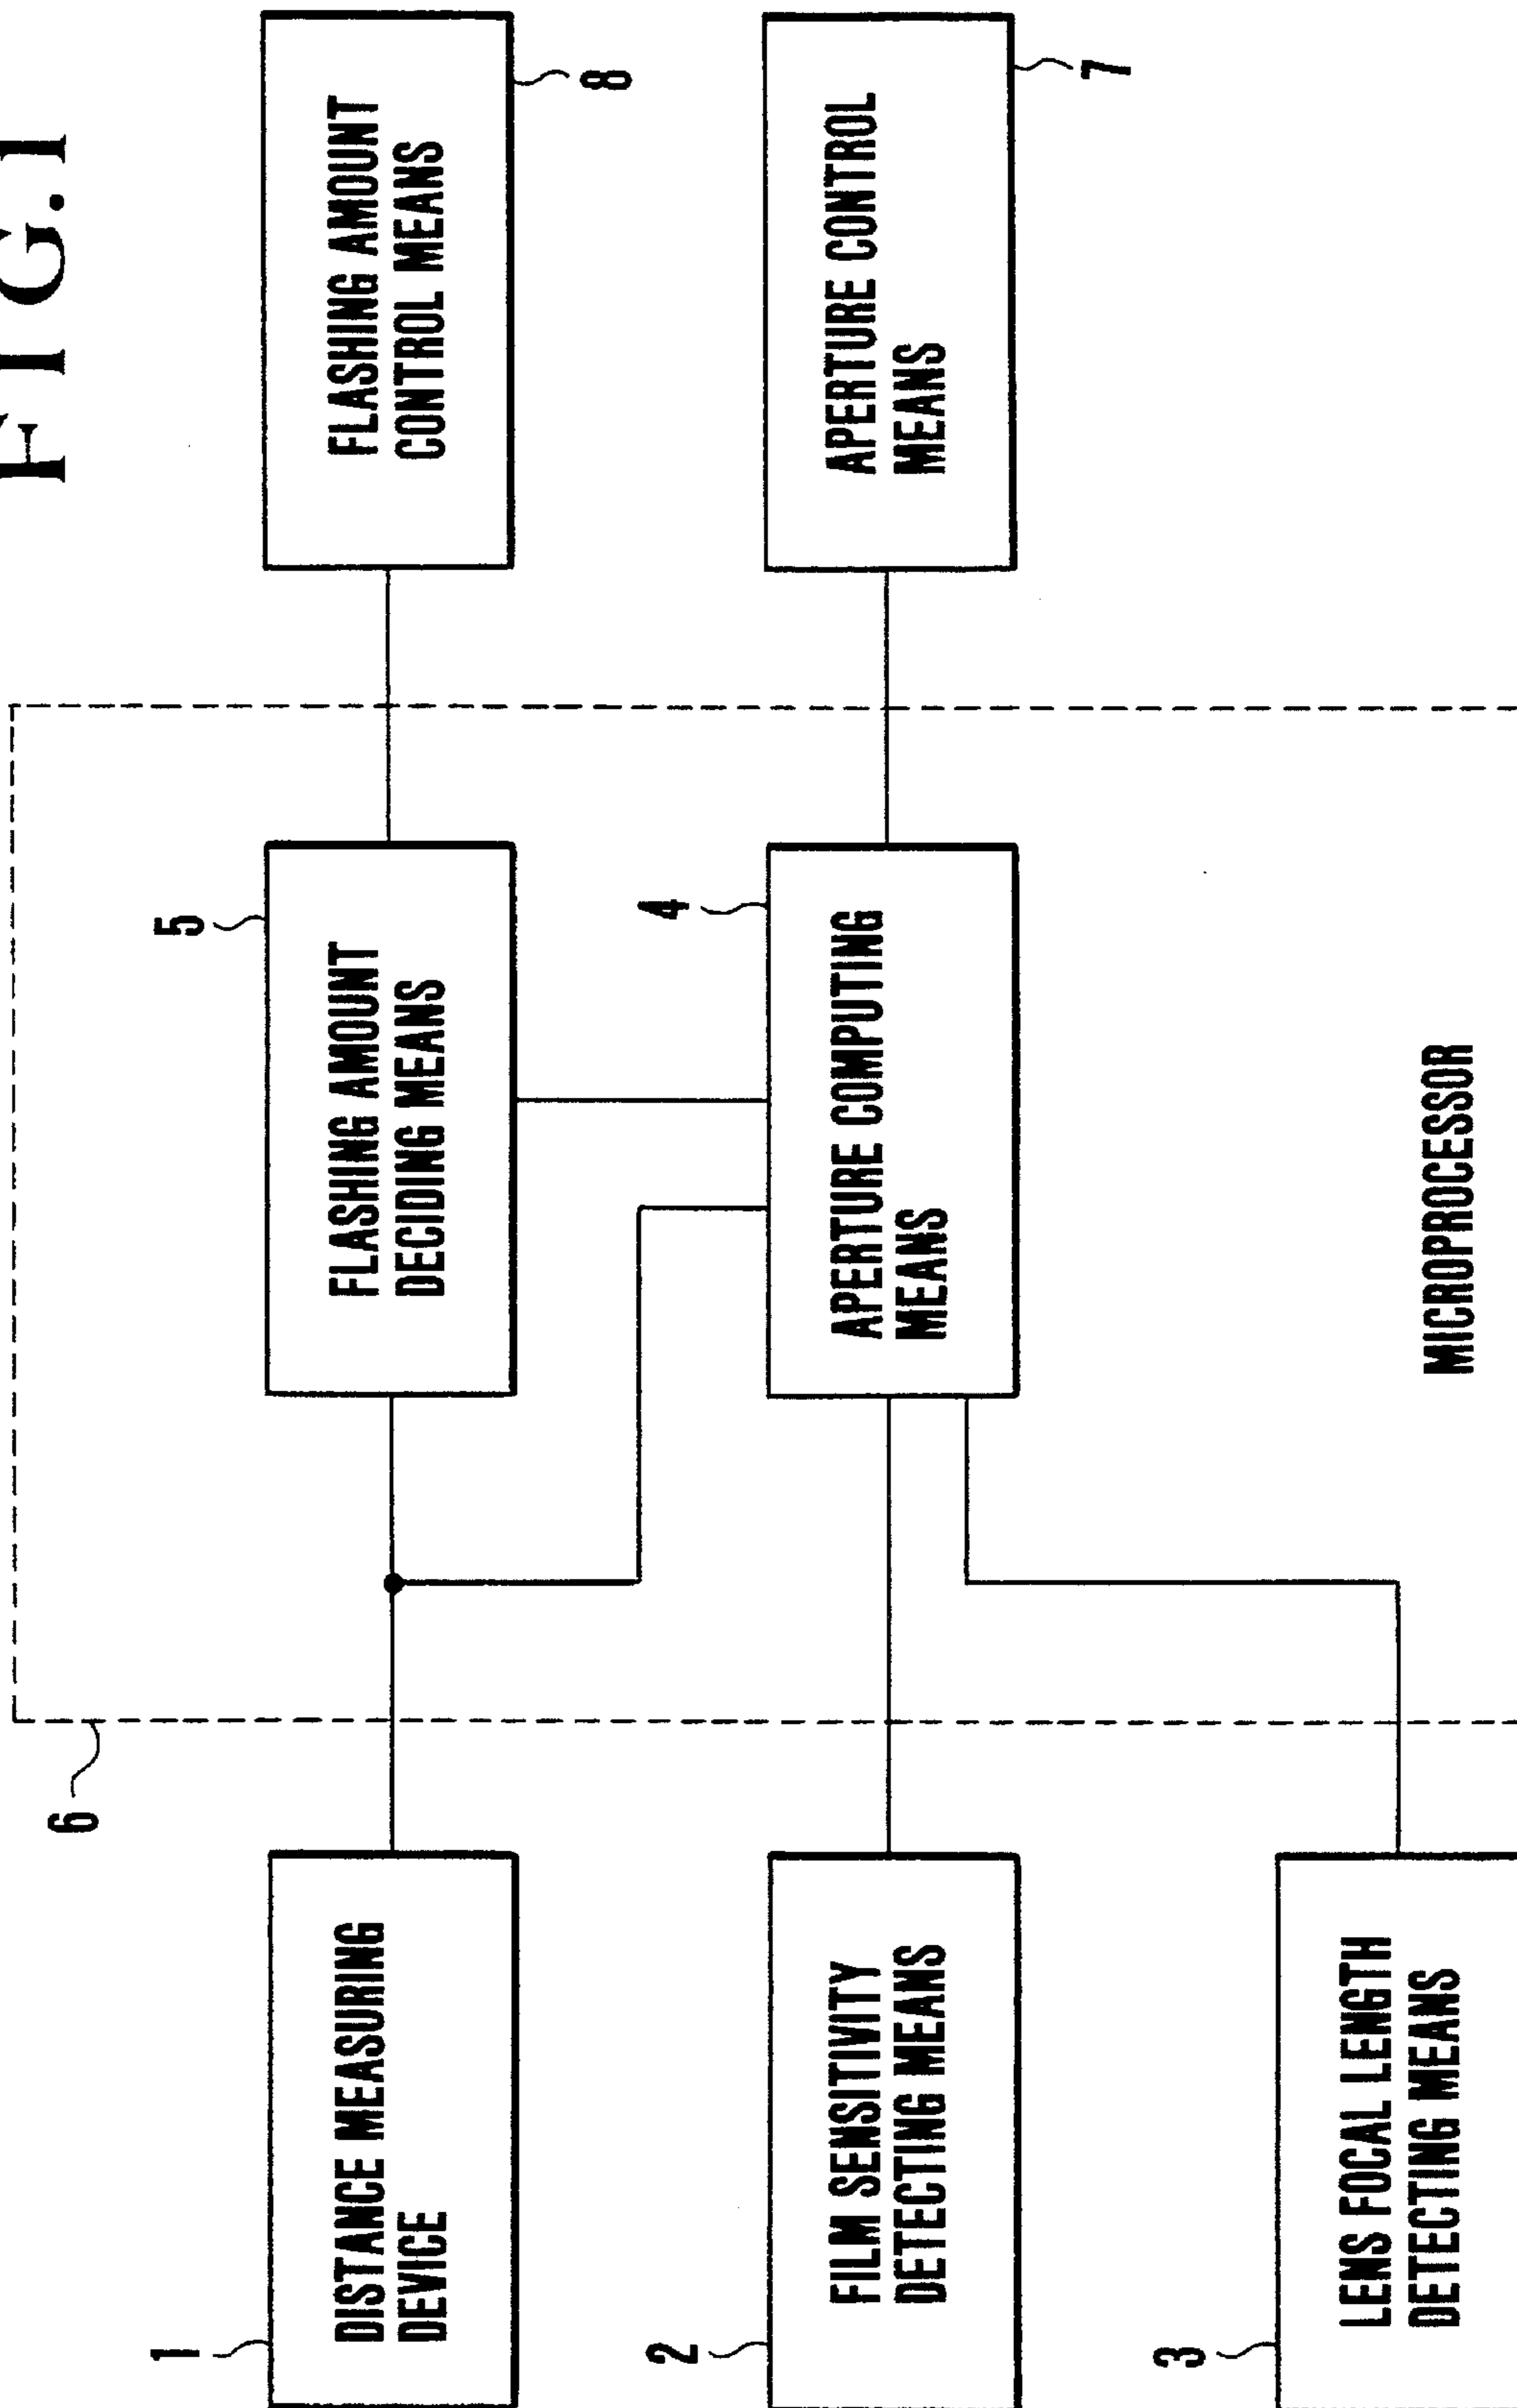 FIG.1
1
DISTANCE MEASURING
DEVICE
2
FILM SENSITIVITY
DETECTING MEANS
3
LENS FOCAL LENGTH
DETECTING MEANS
6
5
FLASHING AMOUNT
DECIDING MEANS
4
APERTURE COMPUTING
MEANS
MICROPROCESSOR
FLASHING AMOUNT
CONTROL MEANS
8
APERTURE CONTROL
MEANS
7